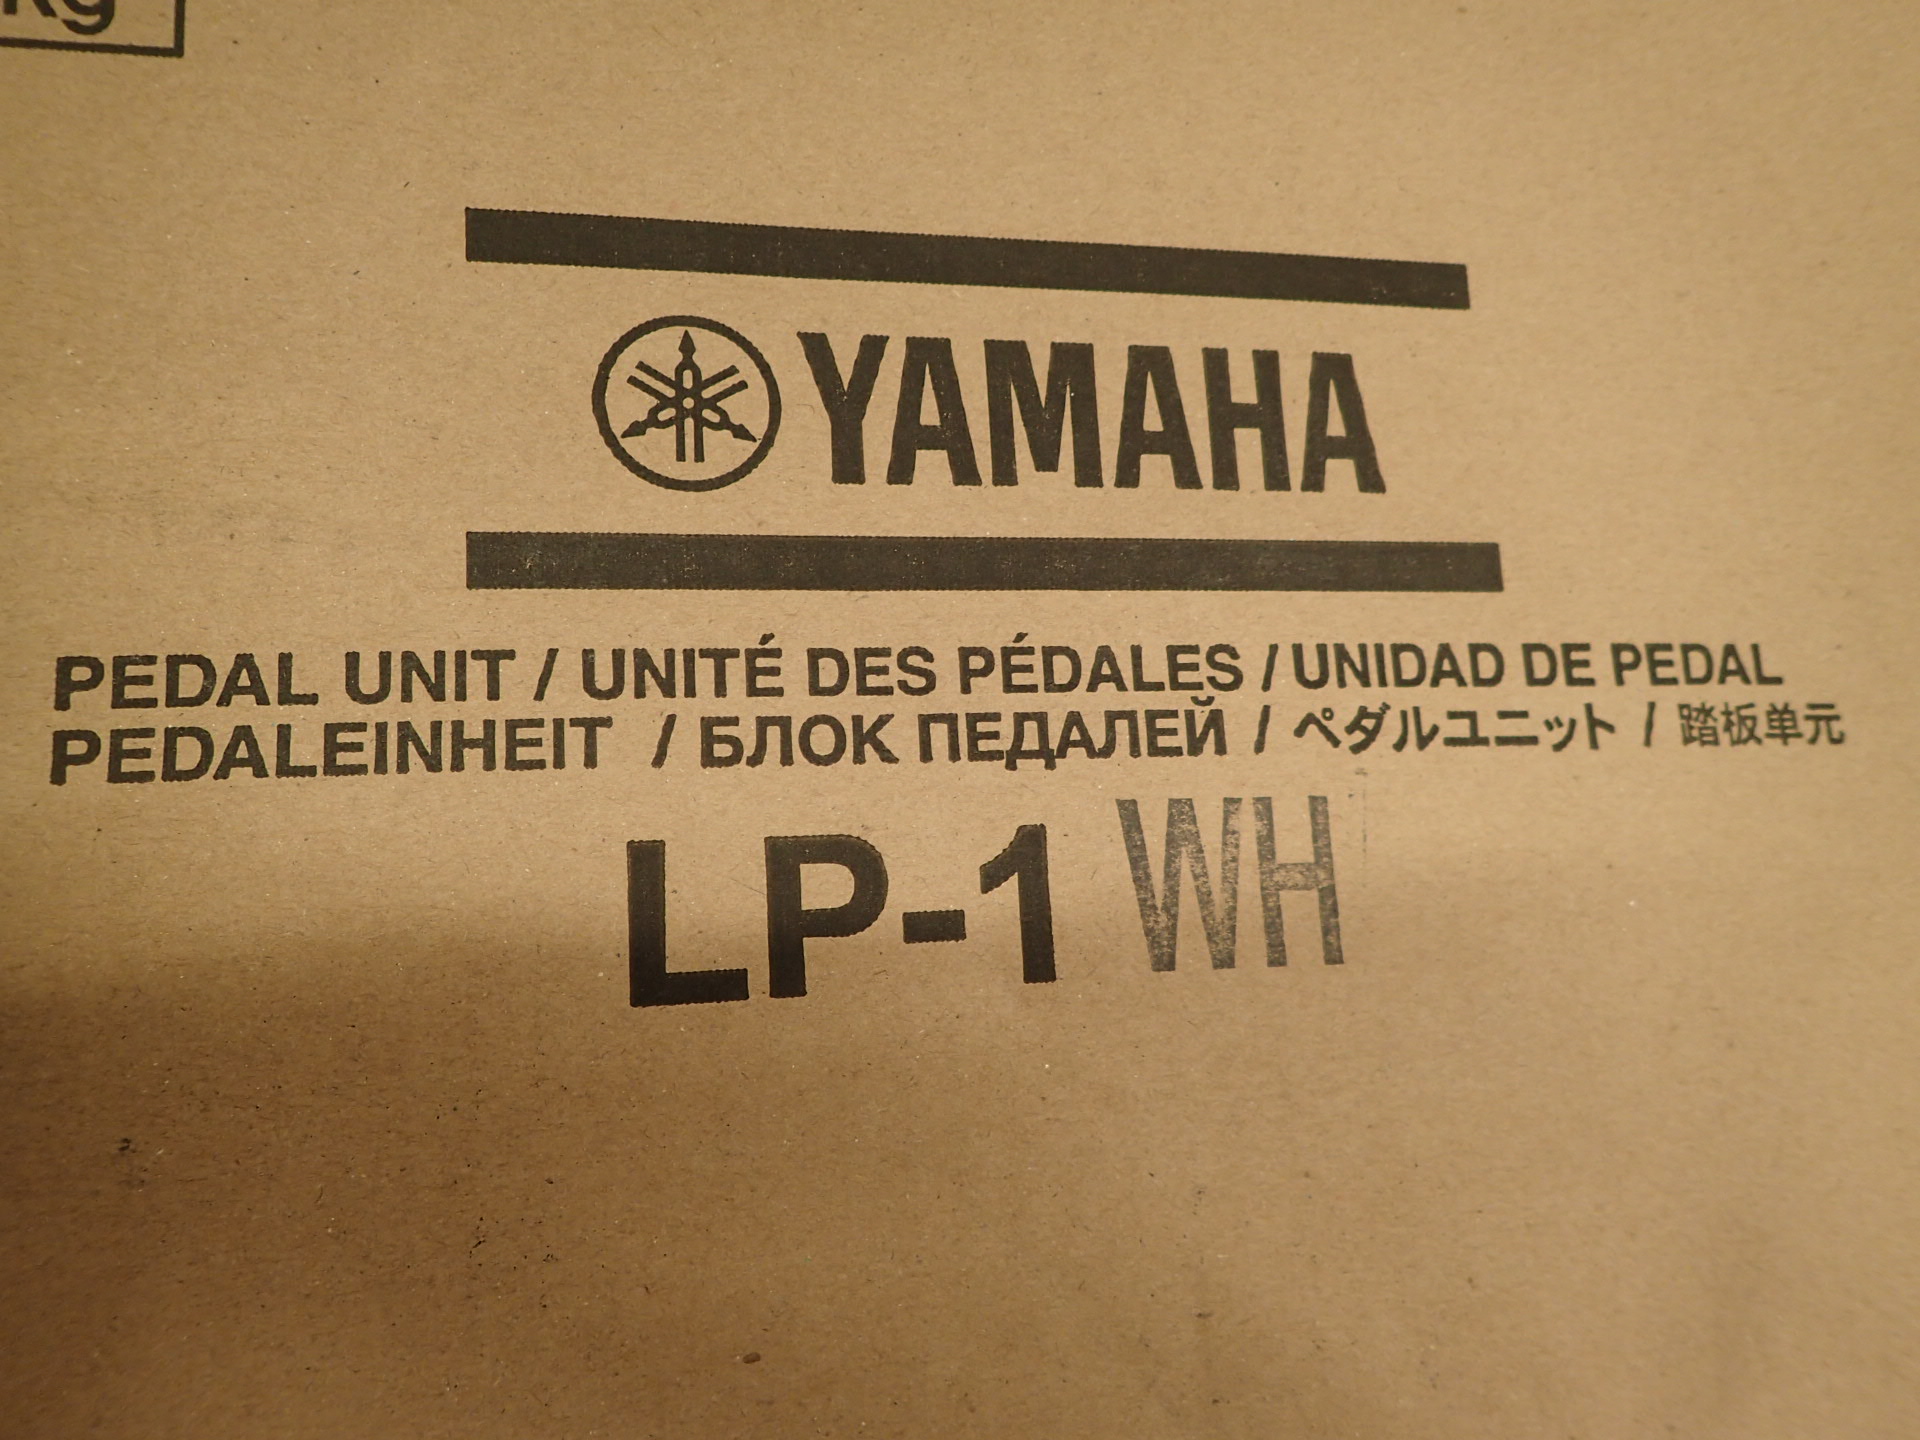 kg
YAMAHA
PEDAL UNIT / UNITÉ DES PÉDALES / UNIDAD DE PEDAL
PEDALEINHEIT / БЛОК ПЕДАЛЕЙ / ペダルユニット / 踏板单元
LP-1 WH